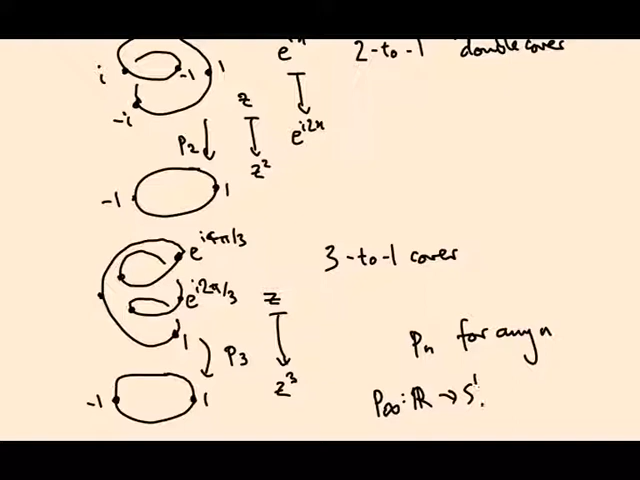 2-to-1 double cover
i -1 1
-i
z ↦ z²
e^{ix} ↦ e^{i2x}
p₂
-1 1
e^{i4π/3}
e^{i2π/3}
1
3-to-1 cover
z ↦ z³
p₃
-1 1
pₙ for any n
p∞: ℝ → S¹.